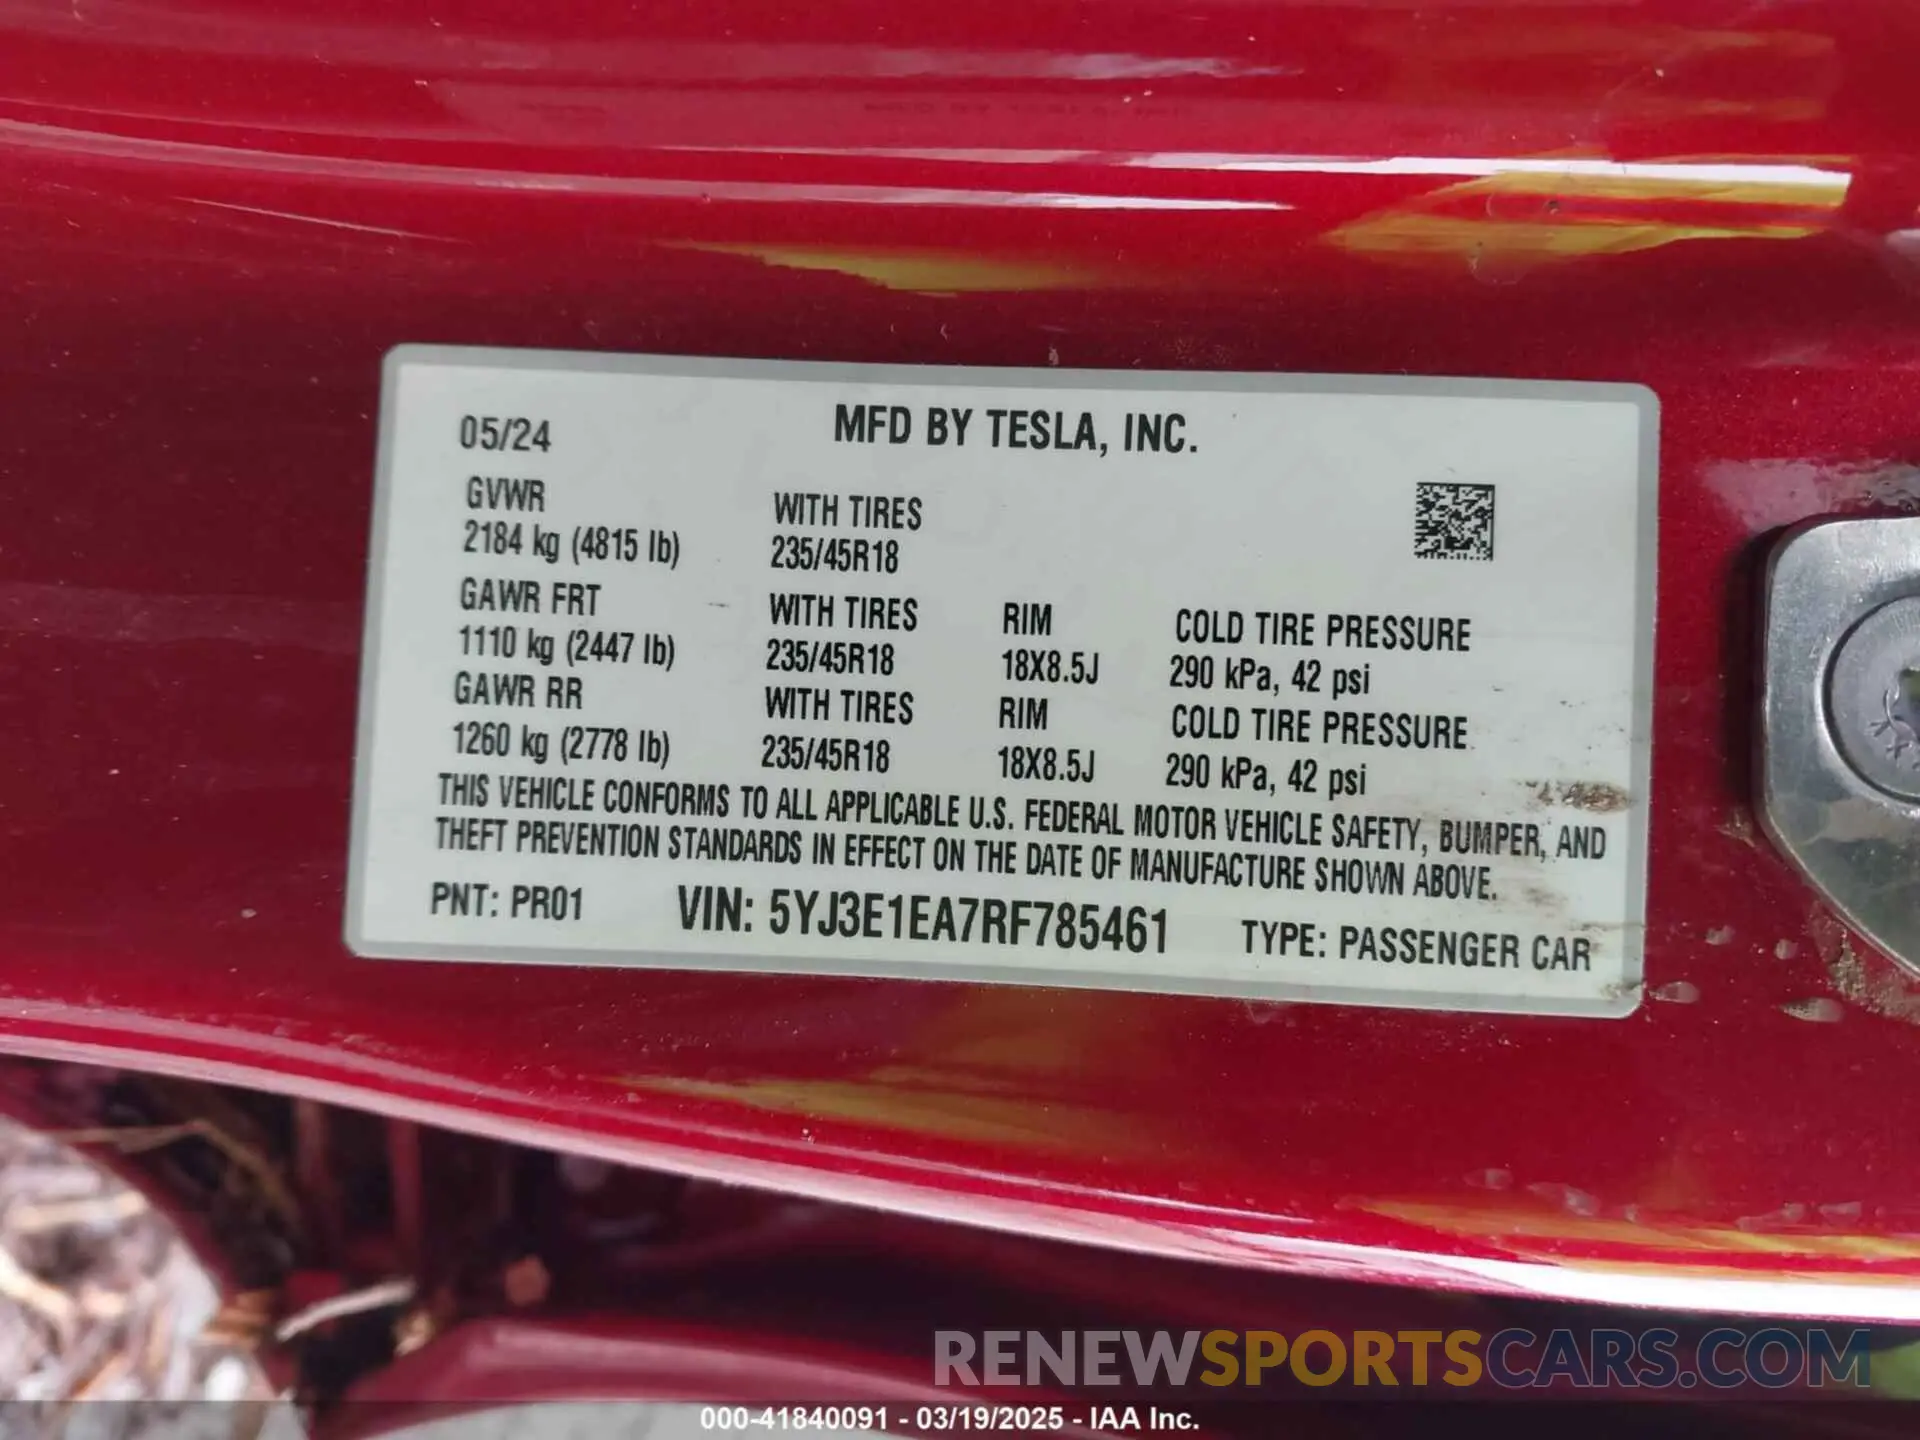 05/24 MFD BY TESLA, INC.
GVWR WITH TIRES
2184 kg (4815 lb) 235/45R18
GAWR FRT WITH TIRES RIM COLD TIRE PRESSURE
1110 kg (2447 lb) 235/45R18 18X8.5J 290 kPa, 42 psi
GAWR RR WITH TIRES RIM COLD TIRE PRESSURE
1260 kg (2778 lb) 235/45R18 18X8.5J 290 kPa, 42 psi
THIS VEHICLE CONFORMS TO ALL APPLICABLE U.S. FEDERAL MOTOR VEHICLE SAFETY, BUMPER, AND
THEFT PREVENTION STANDARDS IN EFFECT ON THE DATE OF MANUFACTURE SHOWN ABOVE.
PNT: PR01 VIN: 5YJ3E1EA7RF785461 TYPE: PASSENGER CAR
RENEWSPORTSCARS.COM
000-41840091 - 03/19/2025 - IAA Inc.